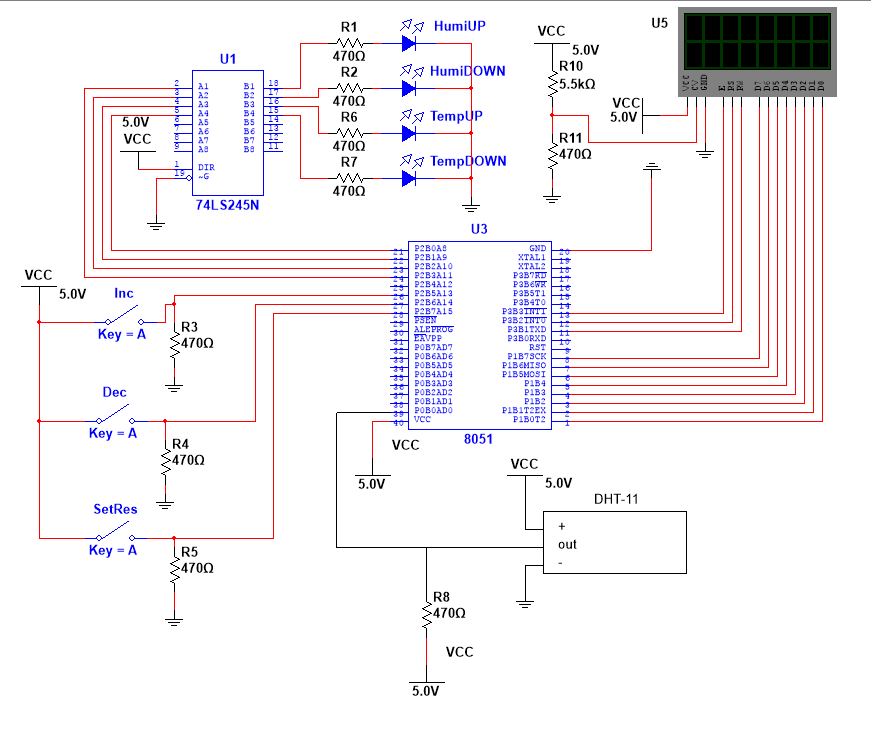 U1
2 A1 B1 18
3 A2 B2 17
4 A3 B3 16
5 A4 B4 15
6 A5 B5 14
7 A6 B6 13
8 A7 B7 12
9 A8 B8 11
1 DIR
19 ~G
74LS245N
5.0V
VCC
R1
470Ω
HumiUP
R2
470Ω
HumiDOWN
R6
470Ω
TempUP
R7
470Ω
TempDOWN
VCC
5.0V
R10
5.5kΩ
R11
470Ω
VCC
5.0V
U5
VCC CV GND E RS RW D7 D6 D5 D4 D3 D2 D1 D0
U3
21 P2B0A8 GND 20
22 P2B1A9 XTAL1 19
23 P2B2A10 XTAL2 18
24 P2B3A11 P3B7RD 17
25 P2B4A12 P3B6WR 16
26 P2B5A13 P3B5T1 15
27 P2B6A14 P3B4T0 14
28 P2B7A15 P3B3INT1 13
29 PSEN P3B2INT0 12
30 ALEPROG P3B1TXD 11
31 EAVPP P3B0RXD 10
32 P0B7AD7 RST 9
33 P0B6AD6 P1B7SCK 8
34 P0B5AD5 P1B6MISO 7
35 P0B4AD4 P1B5MOSI 6
36 P0B3AD3 P1B4 5
37 P0B2AD2 P1B3 4
38 P0B1AD1 P1B2 3
39 P0B0AD0 P1B1T2EX 2
40 VCC P1B0T2 1
8051
VCC
5.0V
Inc
Key = A
R3
470Ω
Dec
Key = A
R4
470Ω
SetRes
Key = A
R5
470Ω
VCC
5.0V
VCC
5.0V
DHT-11
+
out
-
R8
470Ω
VCC
5.0V